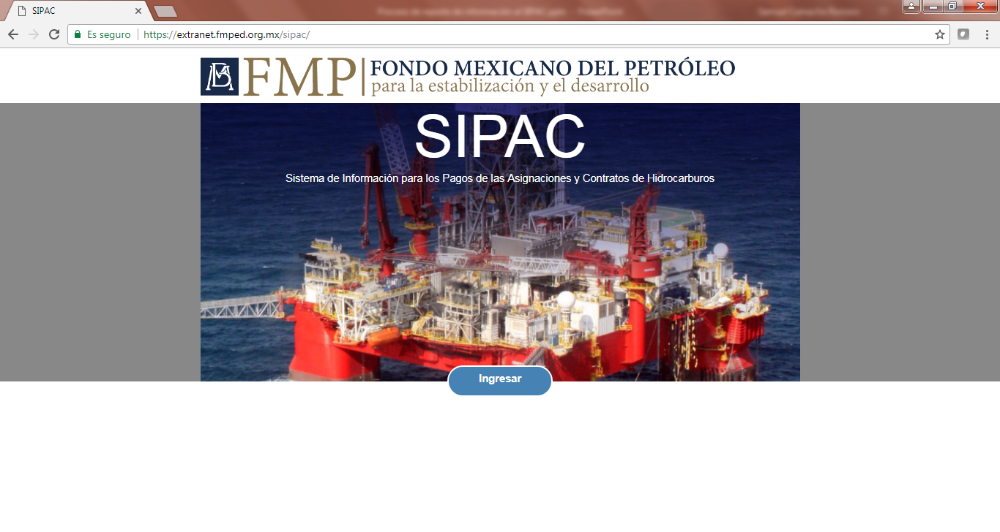 SIPAC
Es seguro
https://extranet.fmped.org.mx/sipac/
FMP
FONDO MEXICANO DEL PETRÓLEO
para la estabilización y el desarrollo
SIPAC
Sistema de Información para los Pagos de las Asignaciones y Contratos de Hidrocarburos
Ingresar